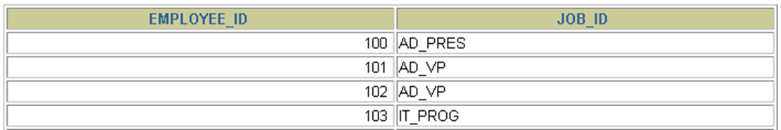 EMPLOYEE_ID JOB_ID
100 AD_PRES
101 AD_VP
102 AD_VP
103 IT_PROG